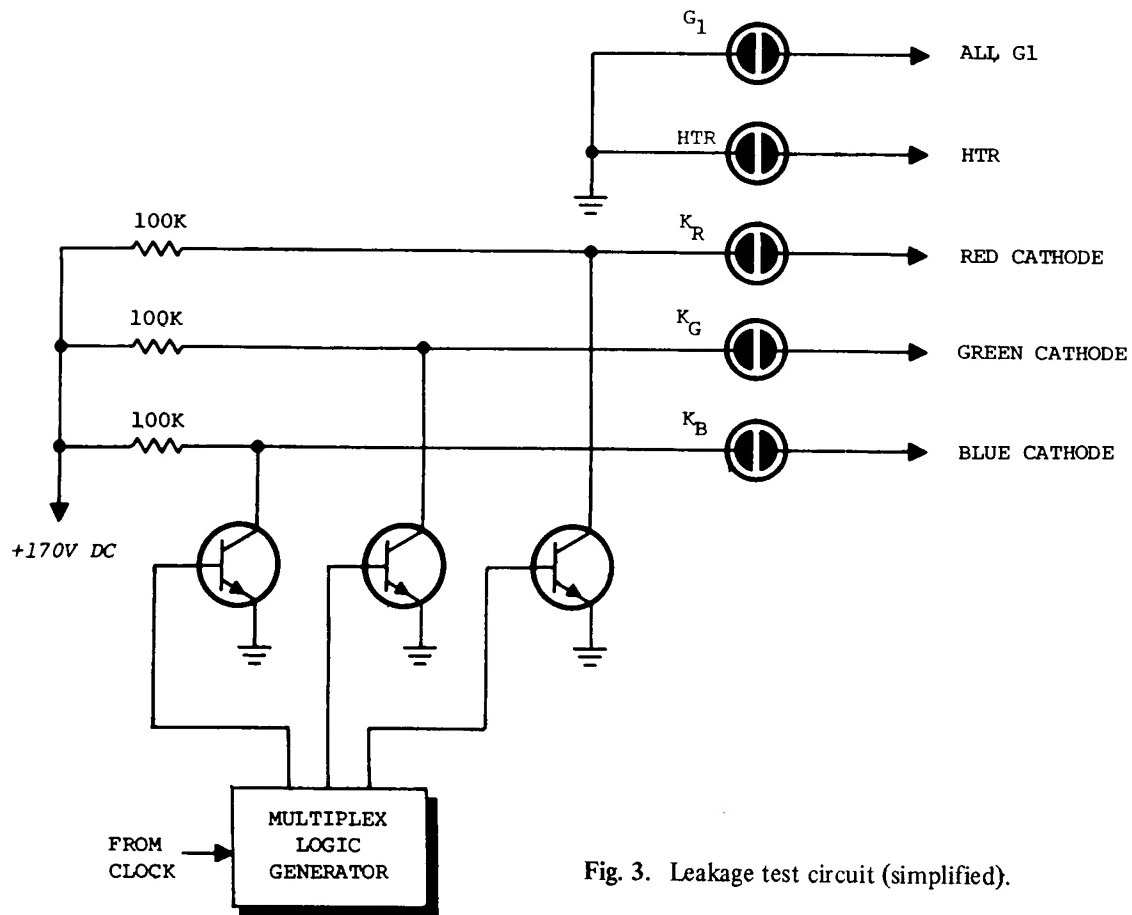 G1
ALL G1
HTR
HTR
100K
KR
RED CATHODE
100K
KG
GREEN CATHODE
100K
KB
BLUE CATHODE
+170V DC
FROM
CLOCK
MULTIPLEX
LOGIC
GENERATOR
Fig. 3. Leakage test circuit (simplified).